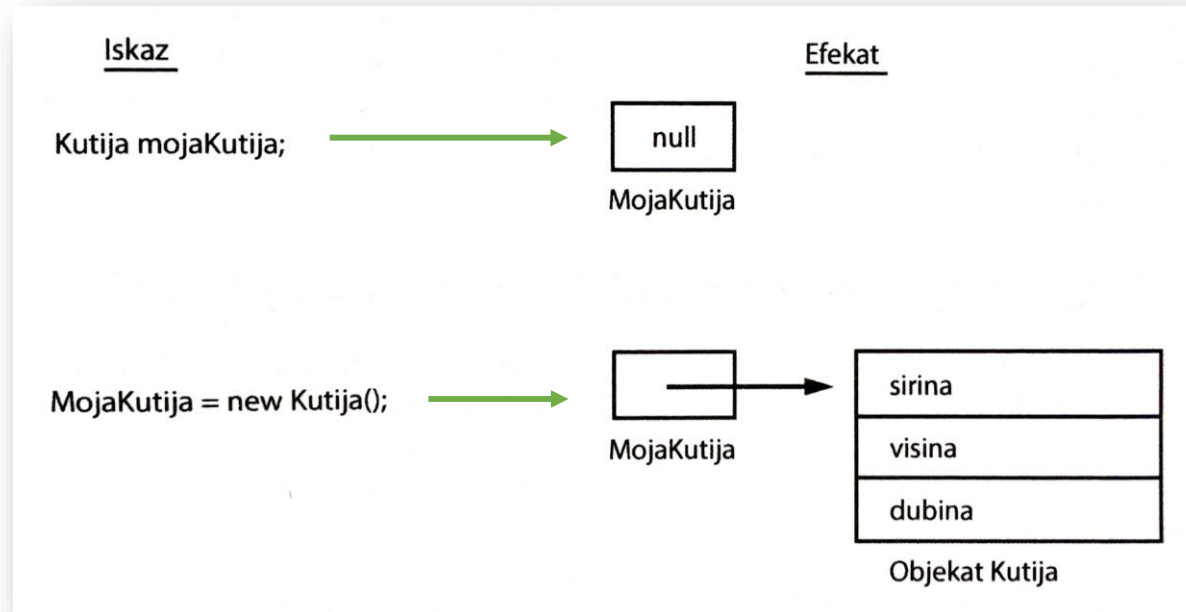 Iskaz
Efekat
Kutija mojaKutija;
null
MojaKutija
MojaKutija = new Kutija();
MojaKutija
sirina
visina
dubina
Objekat Kutija